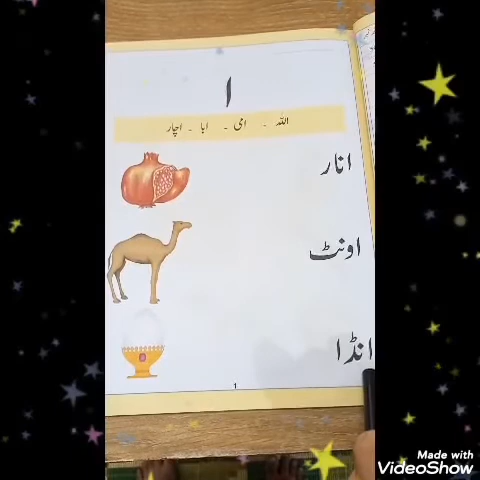 ا
اللہ - امی - ابا - اچار
انار
اونٹ
انڈا
1
Made with
VideoShow